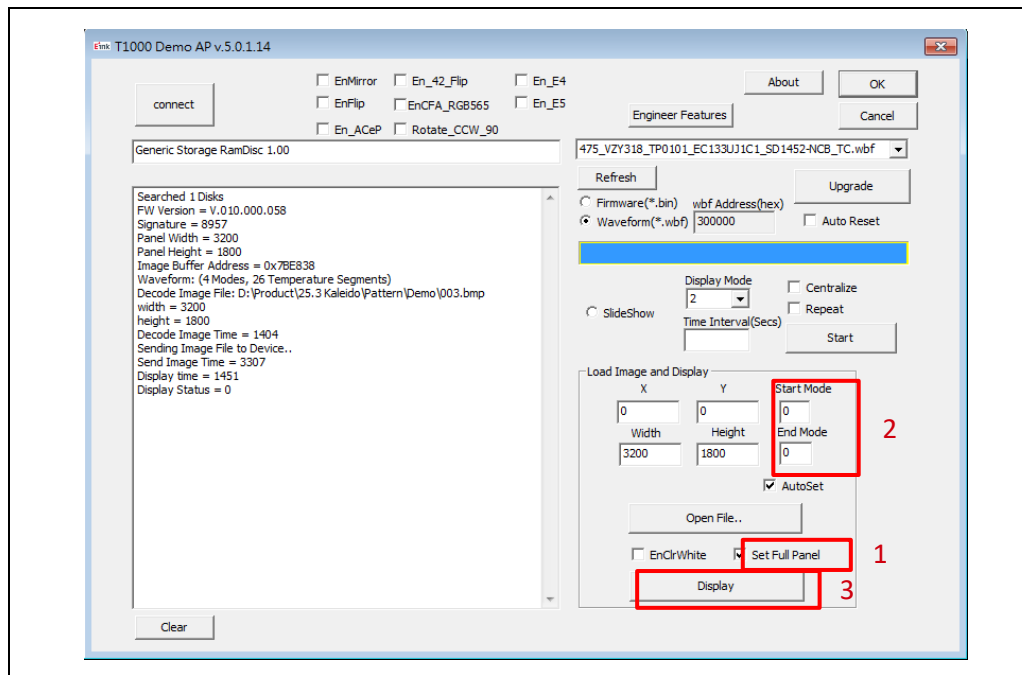 Eink T1000 Demo AP v.5.0.1.14
connect
EnMirror
En_42_Flip
En_E4
EnFlip
EnCFA_RGB565
En_E5
En_ACeP
Rotate_CCW_90
About
OK
Engineer Features
Cancel
Generic Storage RamDisc 1.00
475_VZY318_TP0101_EC133UJ1C1_SD1452-NCB_TC.wbf
Refresh
Upgrade
Firmware(*.bin)
wbf Address(hex)
Waveform(*.wbf)
300000
Auto Reset
Searched 1 Disks
FW Version = V.010.000.058
Signature = 8957
Panel Width = 3200
Panel Height = 1800
Image Buffer Address = 0x7BE838
Waveform: (4 Modes, 26 Temperature Segments)
Decode Image File: D:\Product\25.3 Kaleido\Pattern\Demo\003.bmp
width = 3200
height = 1800
Decode Image Time = 1404
Sending Image File to Device..
Send Image Time = 3307
Display time = 1451
Display Status = 0
Display Mode
Centralize
2
SlideShow
Repeat
Time Interval(Secs)
Start
Load Image and Display
X
Y
Start Mode
0
0
0
Width
Height
End Mode
2
3200
1800
0
AutoSet
Open File..
EnClrWhite
Set Full Panel
1
Display
3
Clear